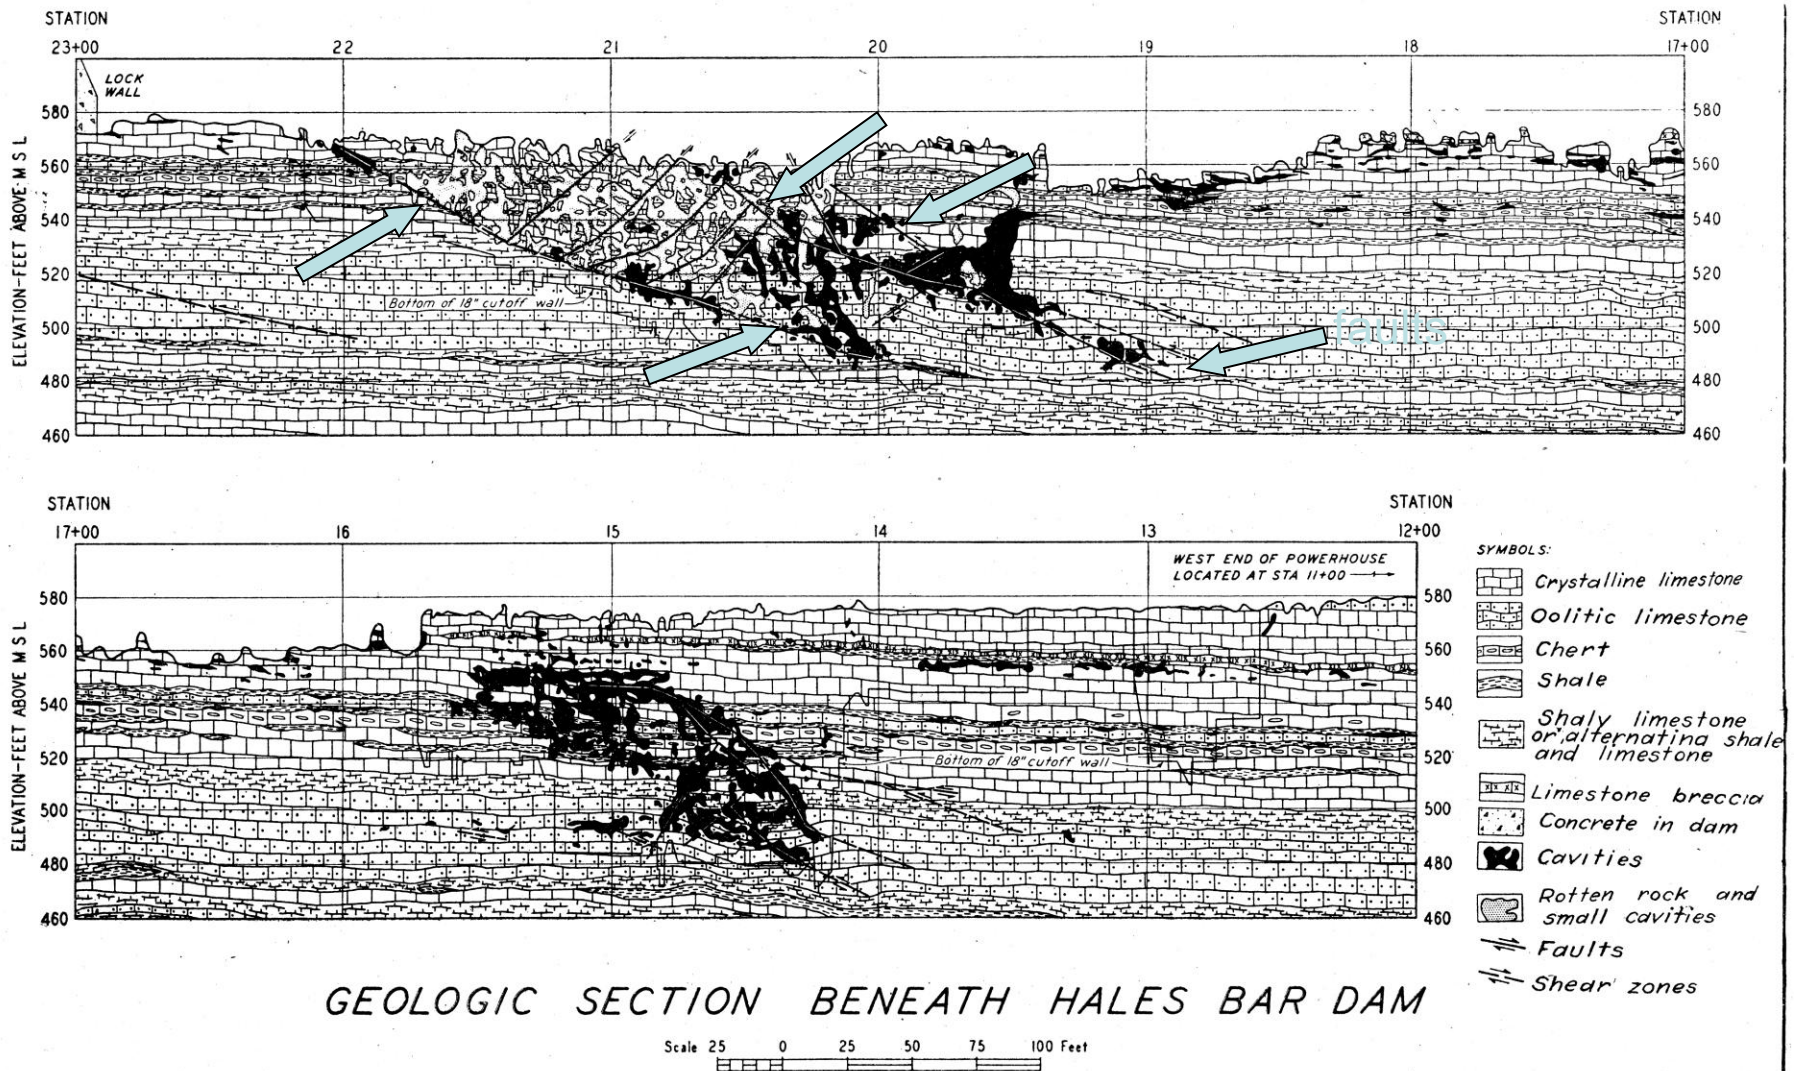 STATION
STATION
23+00 22 21 20 19 18 17+00
LOCK
WALL
580 580
560 560
540 540
520 520
500 500
480 480
460 460
ELEVATION-FEET ABOVE M S L
Bottom of 18" cutoff wall
faults
STATION
STATION
17+00 16 15 14 13 12+00
WEST END OF POWERHOUSE
LOCATED AT STA 11+00
580 580
560 560
540 540
520 520
500 500
480 480
460 460
ELEVATION-FEET ABOVE M S L
Bottom of 18" cutoff wall
SYMBOLS:
Crystalline limestone
Oolitic limestone
Chert
Shale
Shaly limestone
or alternating shale
and limestone
Limestone breccia
Concrete in dam
Cavities
Rotten rock and
small cavities
Faults
Shear zones
GEOLOGIC SECTION BENEATH HALES BAR DAM
Scale 25 0 25 50 75 100 Feet